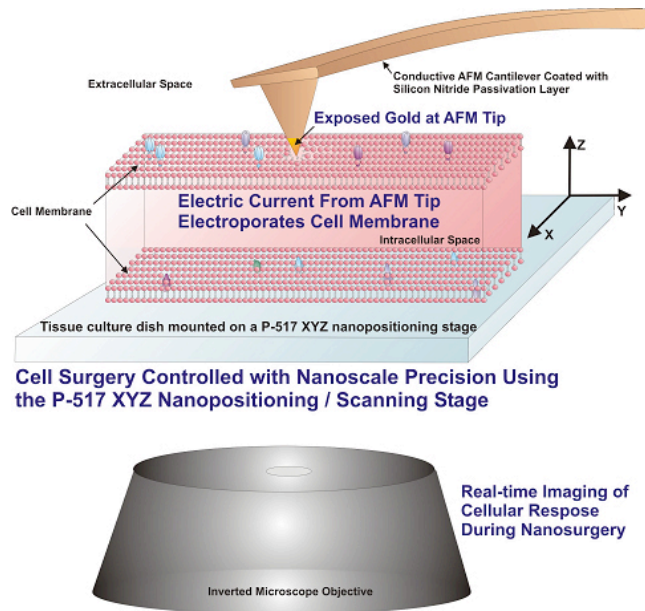 Extracellular Space
Conductive AFM Cantilever Coated with
Silicon Nitride Passivation Layer
Exposed Gold at AFM Tip
Z
Y
X
Cell Membrane
Electric Current From AFM Tip
Electroporates Cell Membrane
Intracellular Space
Tissue culture dish mounted on a P-517 XYZ nanopositioning stage
Cell Surgery Controlled with Nanoscale Precision Using
the P-517 XYZ Nanopositioning / Scanning Stage
Real-time Imaging of
Cellular Respose
During Nanosurgery
Inverted Microscope Objective